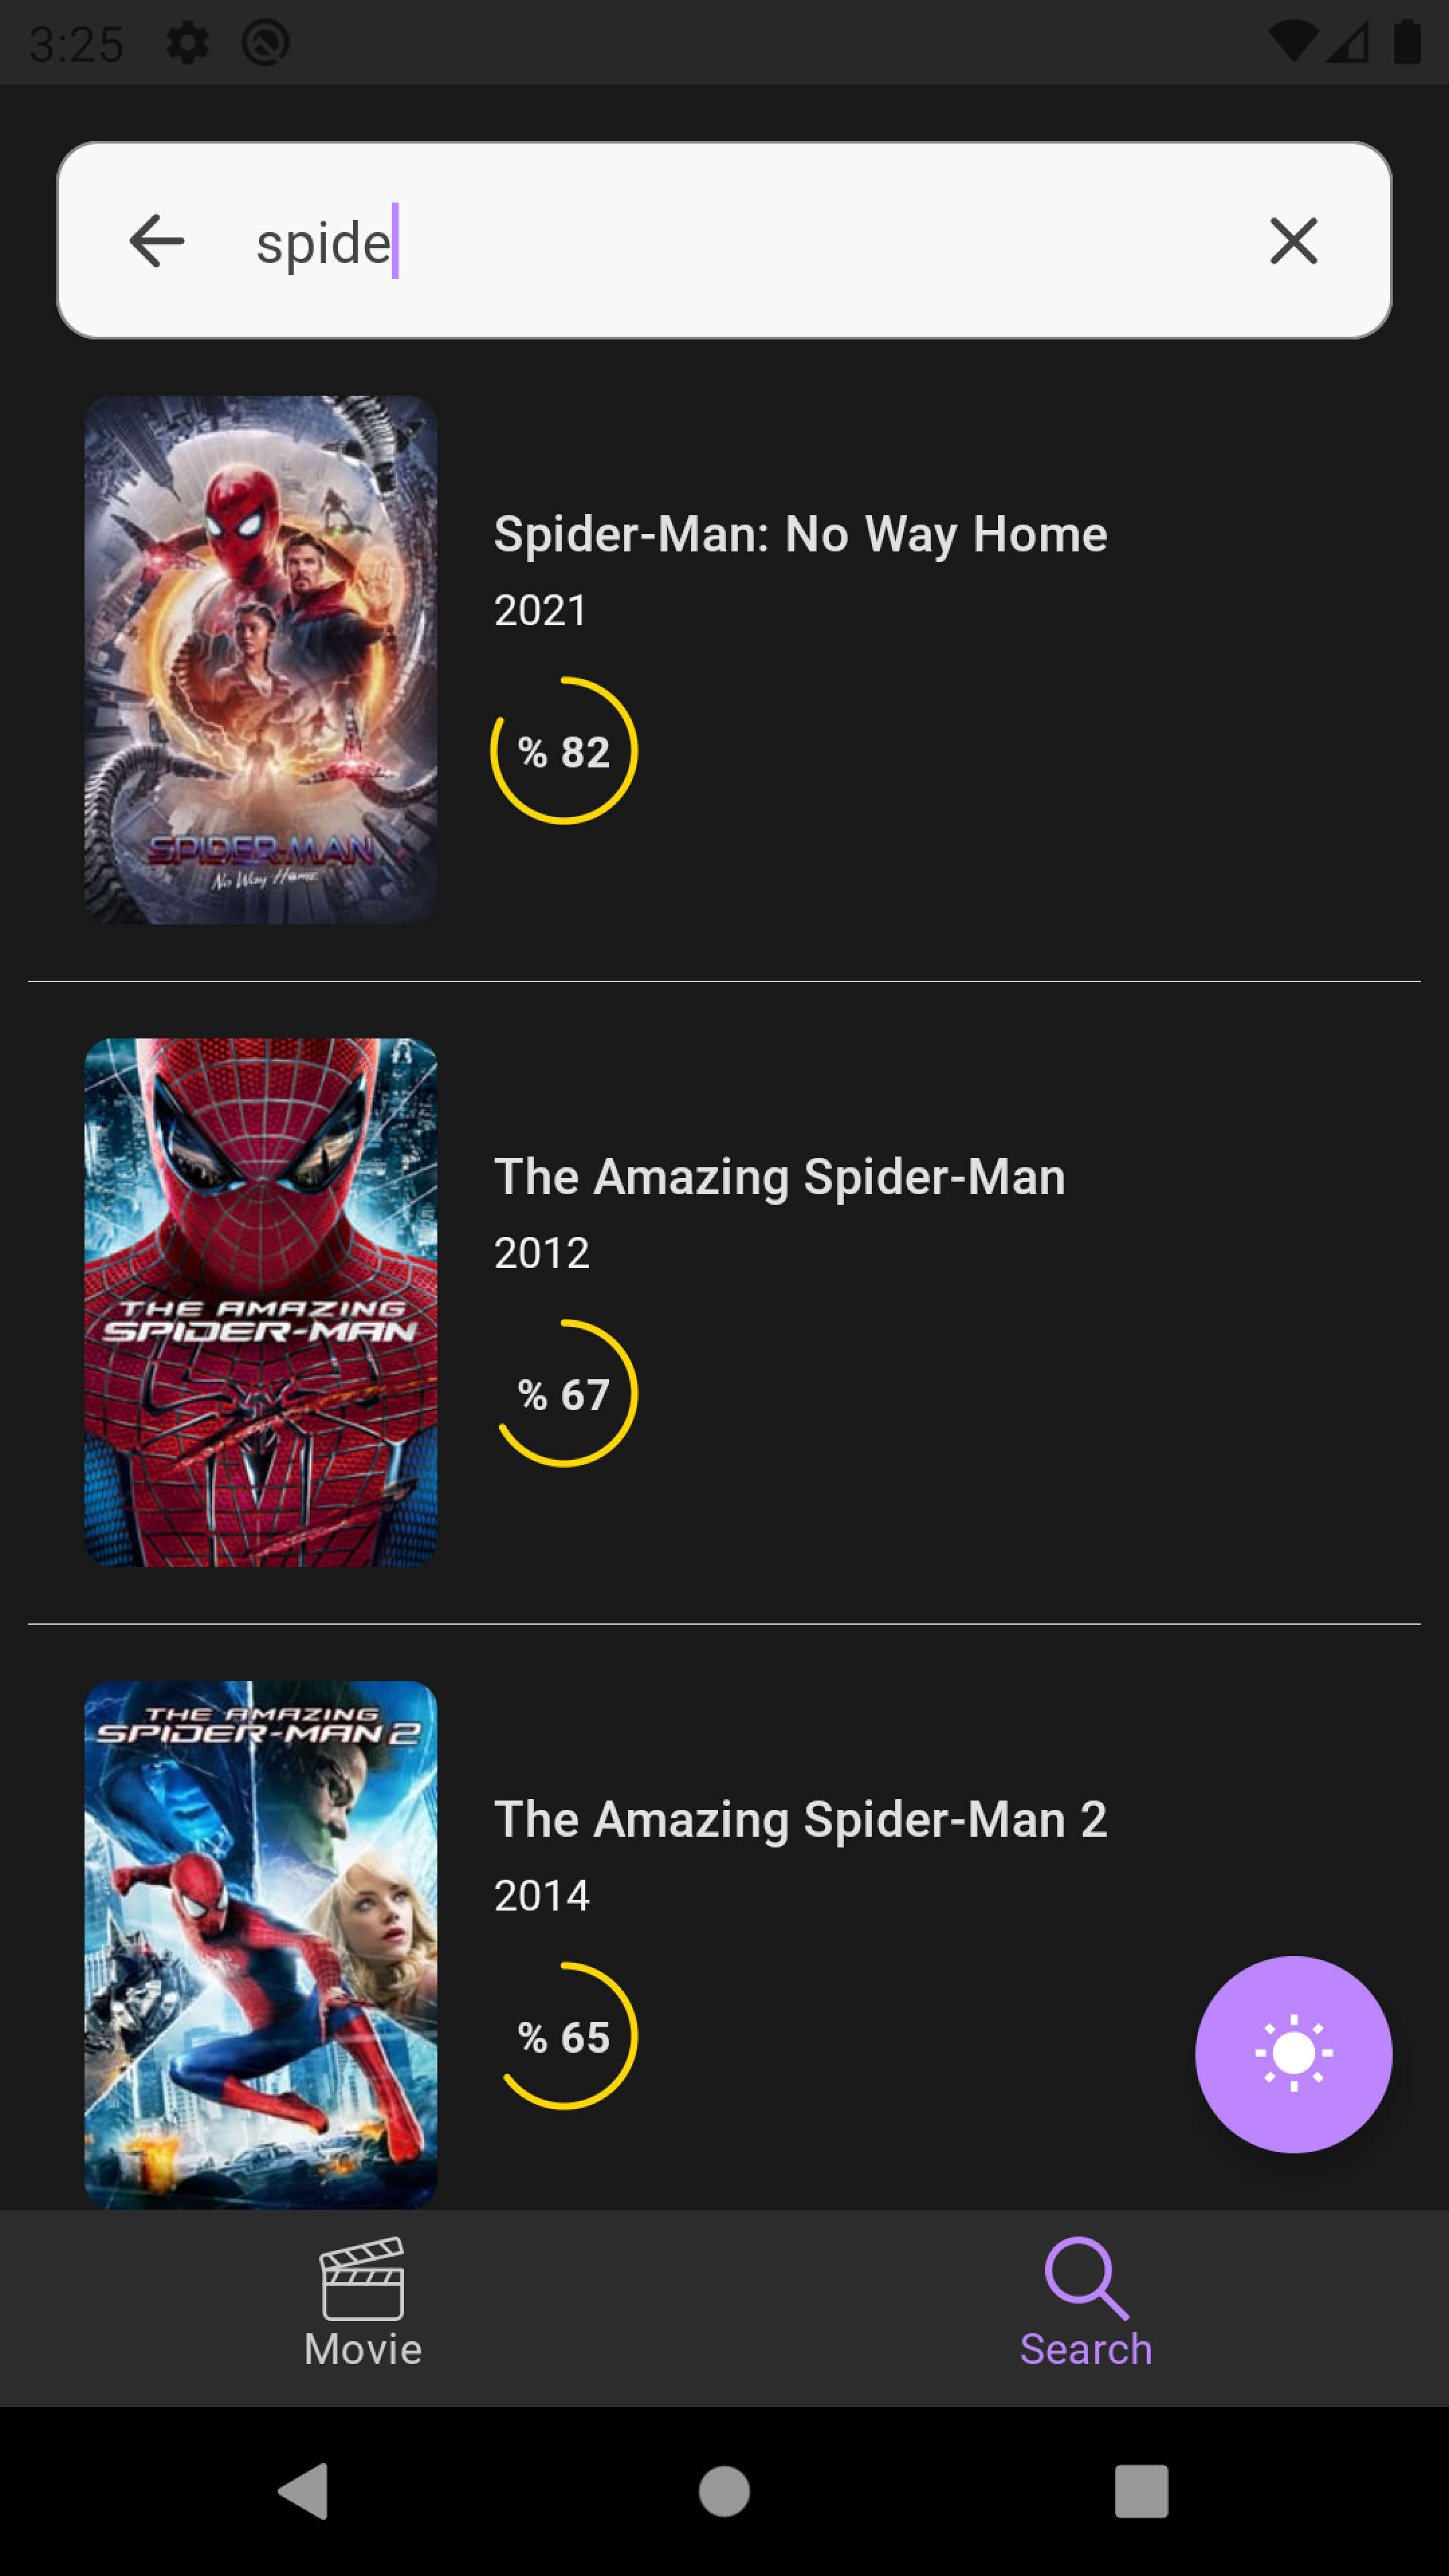 3:25
spide
SPIDER-MAN
No Way Home
Spider-Man: No Way Home
2021
% 82
THE AMAZING
SPIDER-MAN
The Amazing Spider-Man
2012
% 67
THE AMAZING
SPIDER-MAN 2
The Amazing Spider-Man 2
2014
% 65
Movie
Search